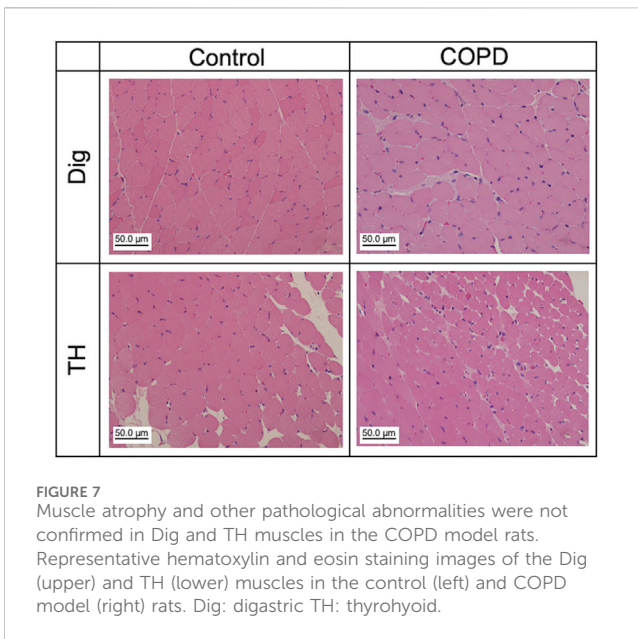 Control COPD
Dig
50.0 µm 50.0 µm
TH
50.0 µm 50.0 µm
FIGURE 7
Muscle atrophy and other pathological abnormalities were not
confirmed in Dig and TH muscles in the COPD model rats.
Representative hematoxylin and eosin staining images of the Dig
(upper) and TH (lower) muscles in the control (left) and COPD
model (right) rats. Dig: digastric TH: thyrohyoid.